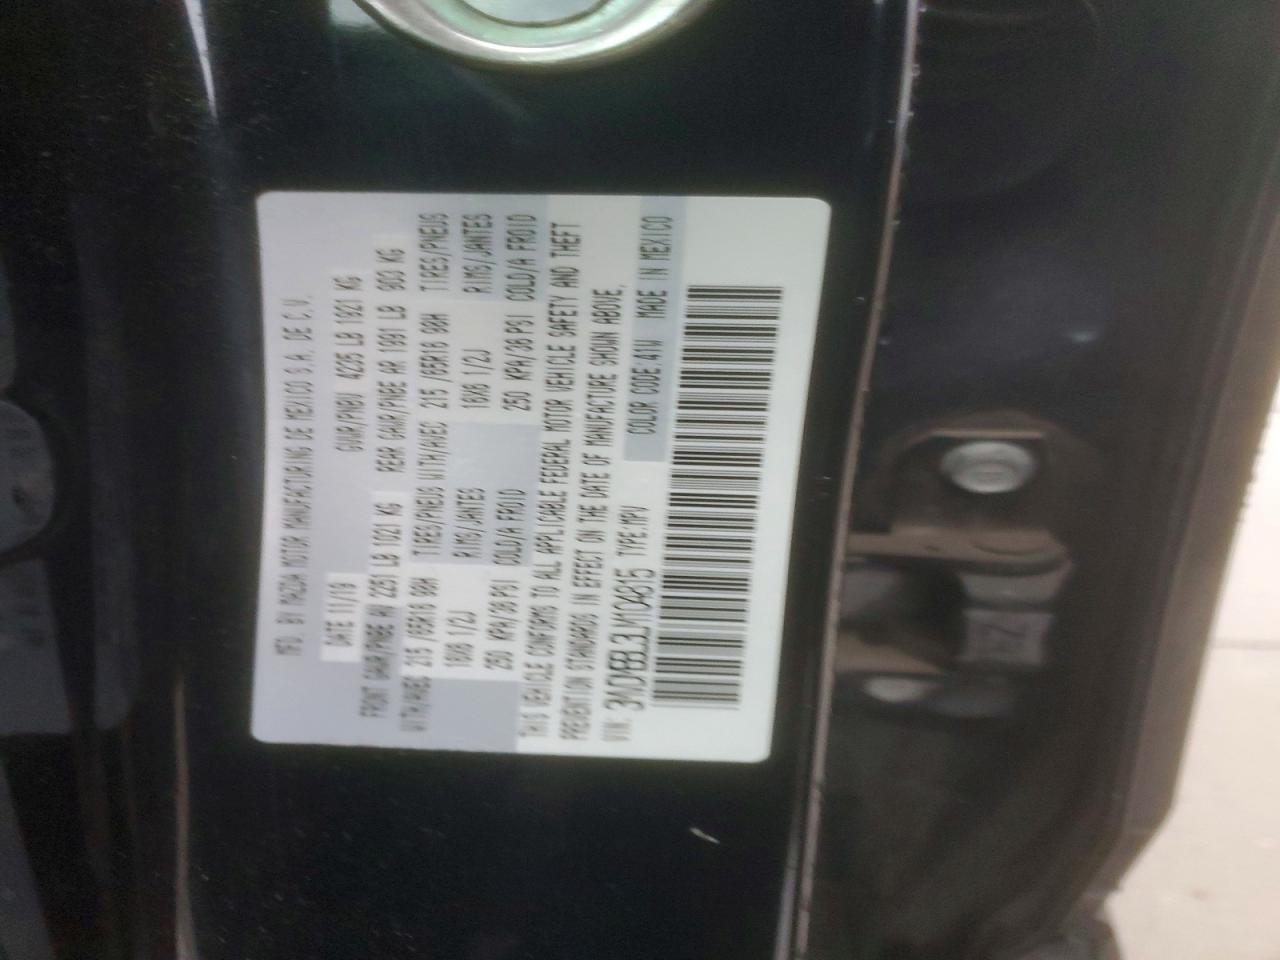 MFD. BY MAZDA MOTOR MANUFACTURING DE MEXICO S.A. DE C.V.
DATE 11/19 GVWR/PNBV 4235 LB 1921 KG
FRONT GAWR/PNBE AV 2251 LB 1021 KG REAR GAWR/PNBE AR 1991 LB 903 KG
WITH/AVEC 215 /65R16 98H TIRES/PNEUS WITH/AVEC 215 /65R16 98H TIRES/PNEUS
16X6 1/2J RIMS/JANTES 16X6 1/2J RIMS/JANTES
250 KPA/36 PSI COLD/A FROID 250 KPA/36 PSI COLD/A FROID
THIS VEHICLE CONFORMS TO ALL APPLICABLE FEDERAL MOTOR VEHICLE SAFETY AND THEFT
PREVENTION STANDARDS IN EFFECT ON THE DATE OF MANUFACTURE SHOWN ABOVE.
VIN: TYPE:MPV COLOR CODE:41W MADE IN MEXICO